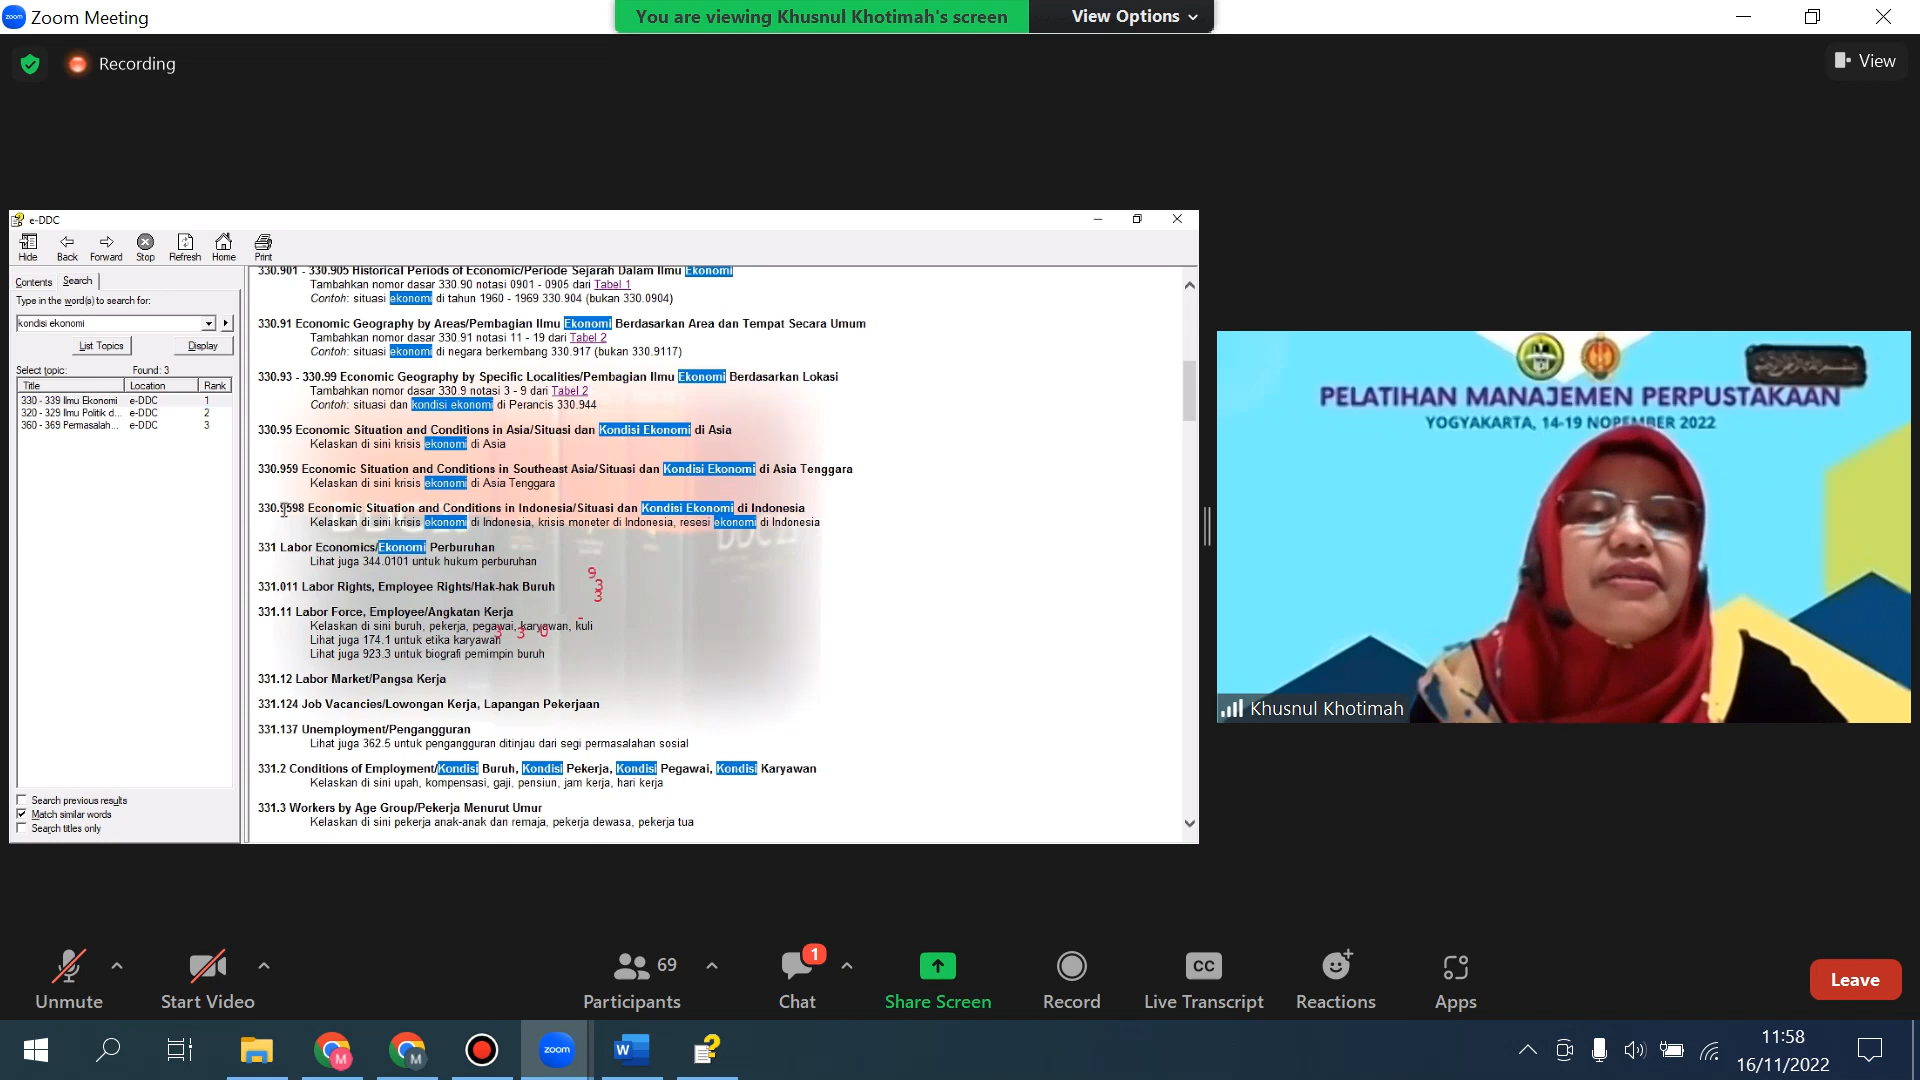 Zoom Meeting
You are viewing Khusnul Khotimah's screen
View Options
Recording
View
e-DDC
Hide Back Forward Stop Refresh Home Print
Contents Search
Type in the word(s) to search for:
kondisi ekonomi
List Topics Display
Select topic: Found: 3
Title Location Rank
330 - 339 Ilmu Ekonomi e-DDC 1
320 - 329 Ilmu Politik d... e-DDC 2
360 - 369 Permasalah... e-DDC 3
Search previous results
Match similar words
Search titles only
330.901 - 330.905 Historical Periods of Economic/Periode Sejarah Dalam Ilmu Ekonomi
Tambahkan nomor dasar 330.90 notasi 0901 - 0905 dari Tabel 1
Contoh: situasi ekonomi di tahun 1960 - 1969 330.904 (bukan 330.0904)
330.91 Economic Geography by Areas/Pembagian Ilmu Ekonomi Berdasarkan Area dan Tempat Secara Umum
Tambahkan nomor dasar 330.91 notasi 11 - 19 dari Tabel 2
Contoh: situasi ekonomi di negara berkembang 330.917 (bukan 330.9117)
330.93 - 330.99 Economic Geography by Specific Localities/Pembagian Ilmu Ekonomi Berdasarkan Lokasi
Tambahkan nomor dasar 330.9 notasi 3 - 9 dari Tabel 2
Contoh: situasi dan kondisi ekonomi di Perancis 330.944
330.95 Economic Situation and Conditions in Asia/Situasi dan Kondisi Ekonomi di Asia
Kelaskan di sini krisis ekonomi di Asia
330.959 Economic Situation and Conditions in Southeast Asia/Situasi dan Kondisi Ekonomi di Asia Tenggara
Kelaskan di sini krisis ekonomi di Asia Tenggara
330.9598 Economic Situation and Conditions in Indonesia/Situasi dan Kondisi Ekonomi di Indonesia
Kelaskan di sini krisis ekonomi di Indonesia, krisis moneter di Indonesia, resesi ekonomi di Indonesia
331 Labor Economics/Ekonomi Perburuhan
Lihat juga 344.0101 untuk hukum perburuhan
9
3
3
331.011 Labor Rights, Employee Rights/Hak-hak Buruh
331.11 Labor Force, Employee/Angkatan Kerja
Kelaskan di sini buruh, pekerja, pegawai, karyawan, kuli
3 3 0 -
Lihat juga 174.1 untuk etika karyawan
Lihat juga 923.3 untuk biografi pemimpin buruh
331.12 Labor Market/Pangsa Kerja
331.124 Job Vacancies/Lowongan Kerja, Lapangan Pekerjaan
331.137 Unemployment/Pengangguran
Lihat juga 362.5 untuk pengangguran ditinjau dari segi permasalahan sosial
331.2 Conditions of Employment/Kondisi Buruh, Kondisi Pekerja, Kondisi Pegawai, Kondisi Karyawan
Kelaskan di sini upah, kompensasi, gaji, pensiun, jam kerja, hari kerja
331.3 Workers by Age Group/Pekerja Menurut Umur
Kelaskan di sini pekerja anak-anak dan remaja, pekerja dewasa, pekerja tua
PELATIHAN MANAJEMEN PERPUSTAKAAN
YOGYAKARTA, 14-19 NOPEMBER 2022
Khusnul Khotimah
69
1
CC
Unmute
Start Video
Participants
Chat
Share Screen
Record
Live Transcript
Reactions
Apps
Leave
M
M
zoom
W
11:58
16/11/2022